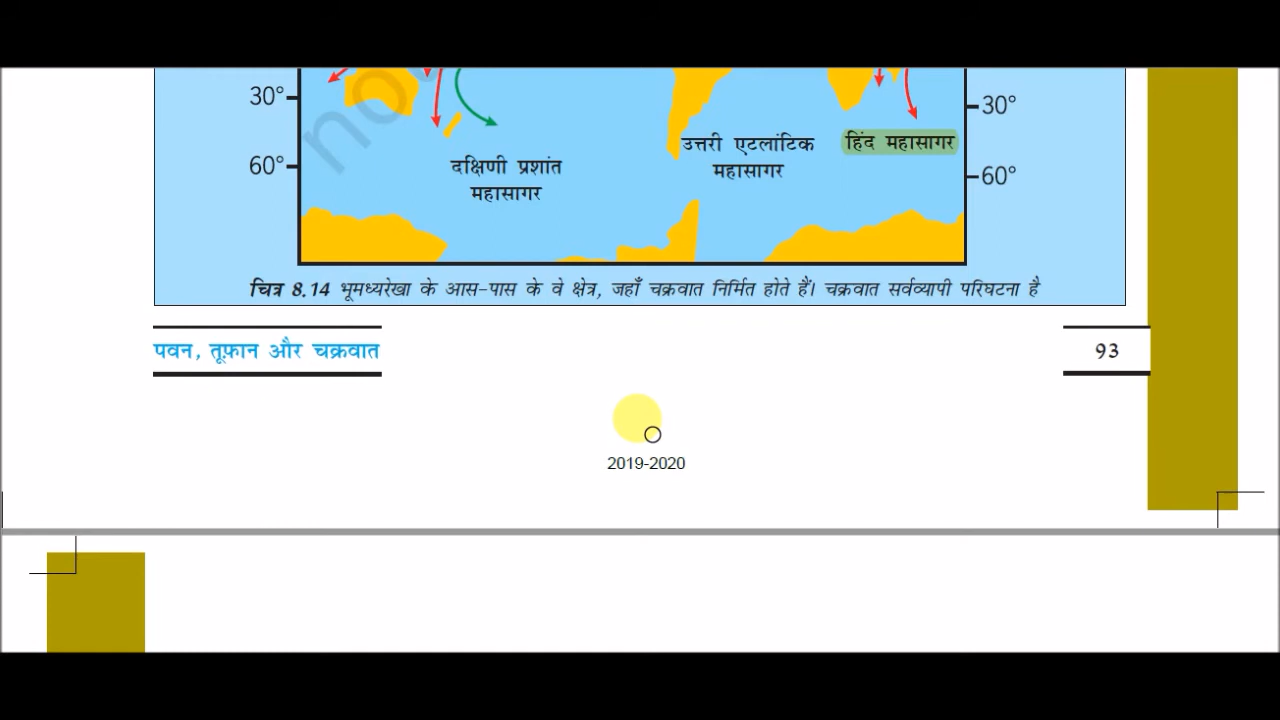 30°
30°
उत्तरी एटलांटिक
महासागर
हिंद महासागर
60°
दक्षिणी प्रशांत
महासागर
60°
चित्र 8.14 भूमध्यरेखा के आस-पास के वे क्षेत्र, जहाँ चक्रवात निर्मित होते हैं। चक्रवात सर्वव्यापी परिघटना है
पवन, तूफ़ान और चक्रवात
93
2019-2020